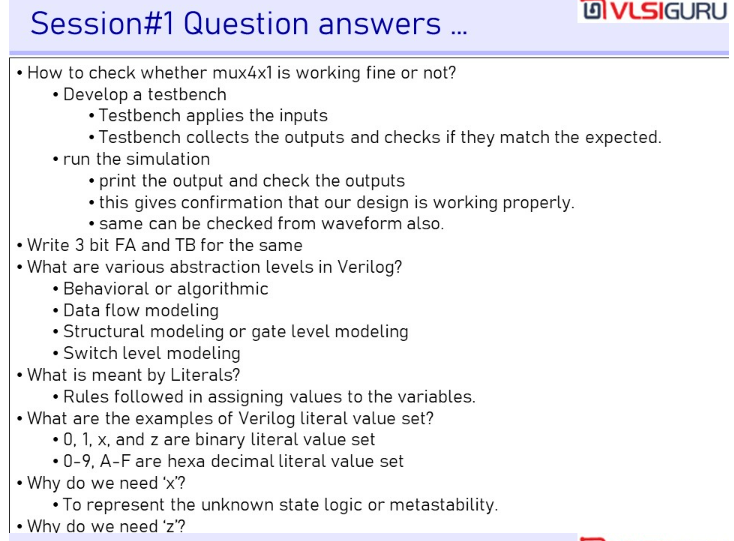 Session#1 Question answers ...
VLSIGURU
• How to check whether mux4x1 is working fine or not?
• Develop a testbench
• Testbench applies the inputs
• Testbench collects the outputs and checks if they match the expected.
• run the simulation
• print the output and check the outputs
• this gives confirmation that our design is working properly.
• same can be checked from waveform also.
• Write 3 bit FA and TB for the same
• What are various abstraction levels in Verilog?
• Behavioral or algorithmic
• Data flow modeling
• Structural modeling or gate level modeling
• Switch level modeling
• What is meant by Literals?
• Rules followed in assigning values to the variables.
• What are the examples of Verilog literal value set?
• 0, 1, x, and z are binary literal value set
• 0-9, A-F are hexa decimal literal value set
• Why do we need 'x'?
• To represent the unknown state logic or metastability.
• Why do we need 'z'?